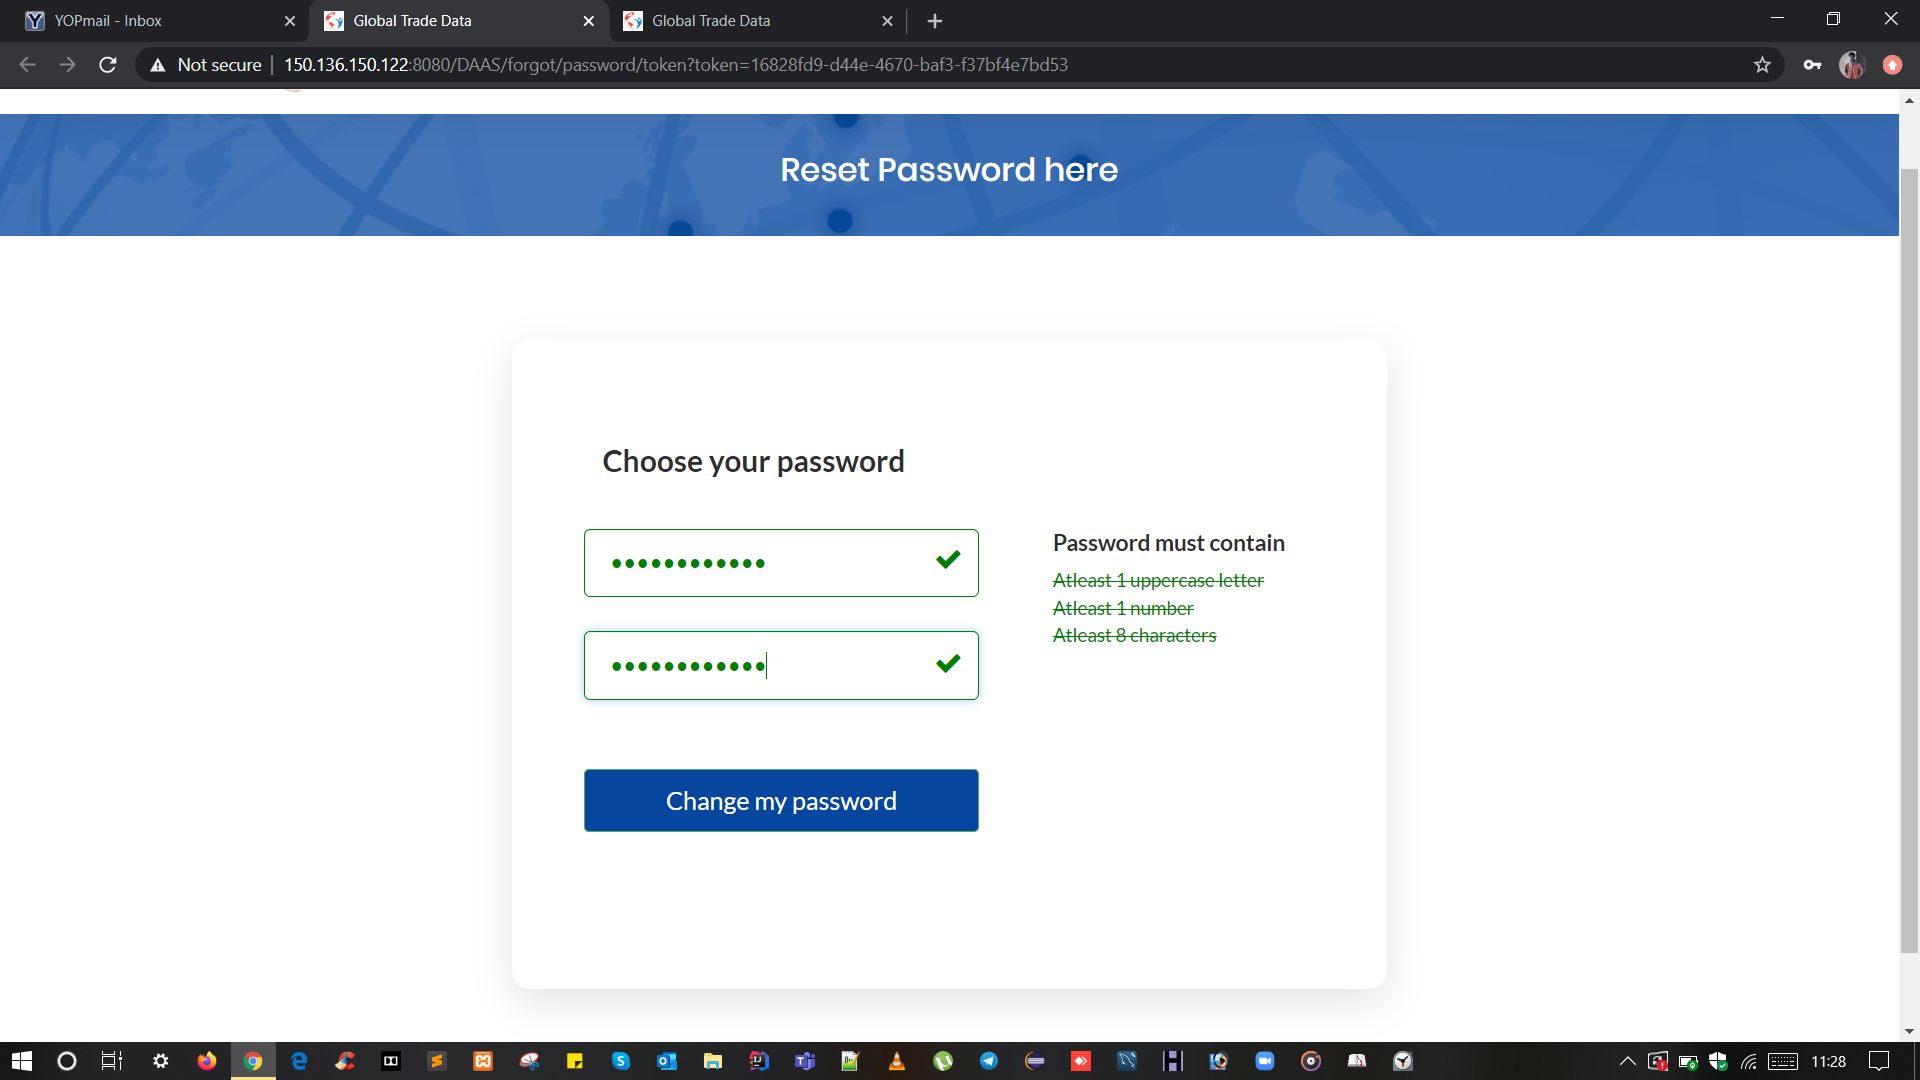 YOPmail - Inbox
Global Trade Data
Global Trade Data
Not secure
150.136.150.122:8080/DAAS/forgot/password/token?token=16828fd9-d44e-4670-baf3-f37bf4e7bd53
Reset Password here
Choose your password
Password must contain
Atleast 1 uppercase letter
Atleast 1 number
Atleast 8 characters
Change my password
11:28